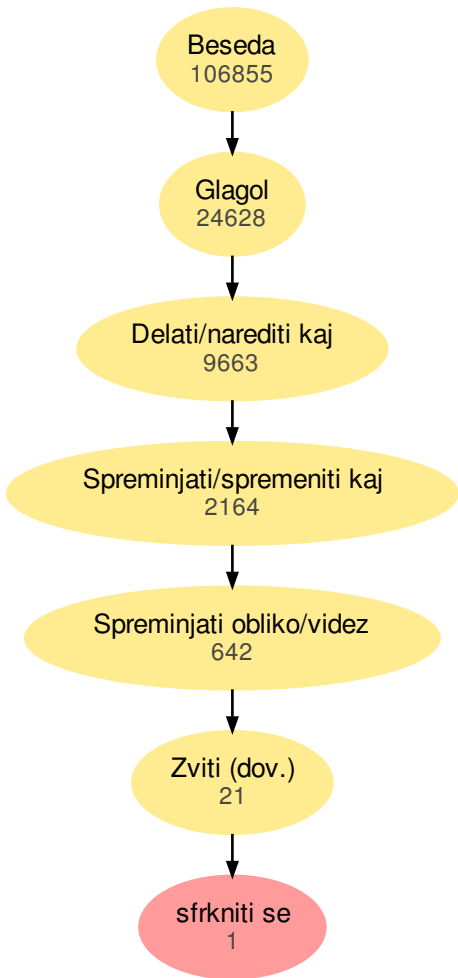 Beseda
106855
Glagol
24628
Delati/narediti kaj
9663
Spreminjati/spremeniti kaj
2164
Spreminjati obliko/videz
642
Zviti (dov.)
21
sfrkniti se
1